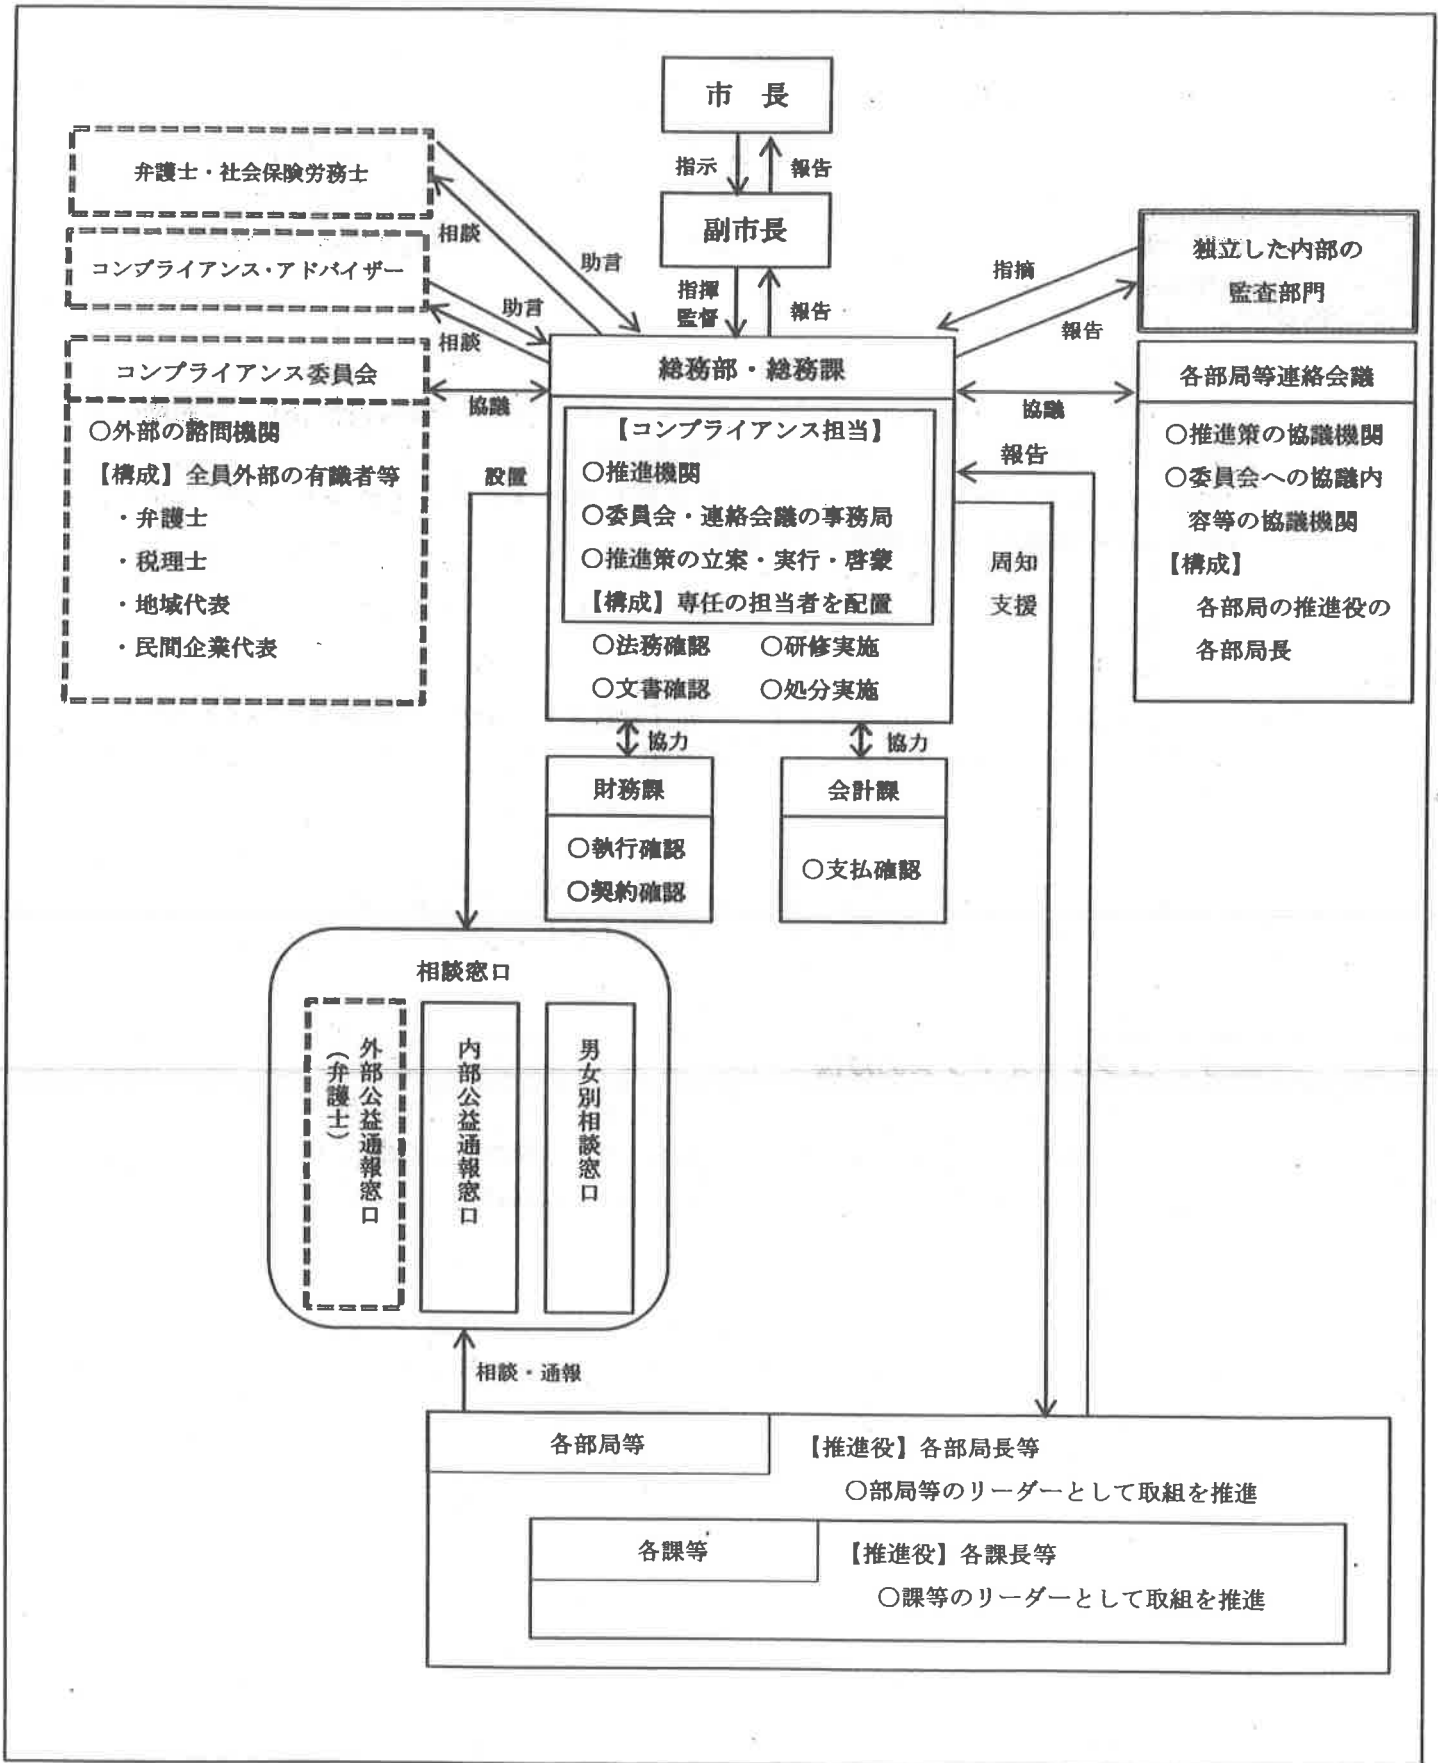 市　長
指示
報告
副市長
指揮
監督
報告
弁護士・社会保険労務士
相談
助言
コンプライアンス・アドバイザー
助言
相談
コンプライアンス委員会
協議
○外部の諮問機関
【構成】全員外部の有識者等
・弁護士
・税理士
・地域代表
・民間企業代表
総務部・総務課
【コンプライアンス担当】
○推進機関
○委員会・連絡会議の事務局
○推進策の立案・実行・啓蒙
【構成】専任の担当者を配置
○法務確認　○研修実施
○文書確認　○処分実施
独立した内部の
監査部門
指摘
報告
各部局等連絡会議
協議
○推進策の協議機関
○委員会への協議内
容等の協議機関
【構成】
各部局の推進役の
各部局長
設置
報告
周知
支援
協力
協力
財務課
○執行確認
○契約確認
会計課
○支払確認
相談窓口
外部公益通報窓口
（弁護士）
内部公益通報窓口
男女別相談窓口
相談・通報
各部局等
【推進役】各部局長等
○部局等のリーダーとして取組を推進
各課等
【推進役】各課長等
○課等のリーダーとして取組を推進